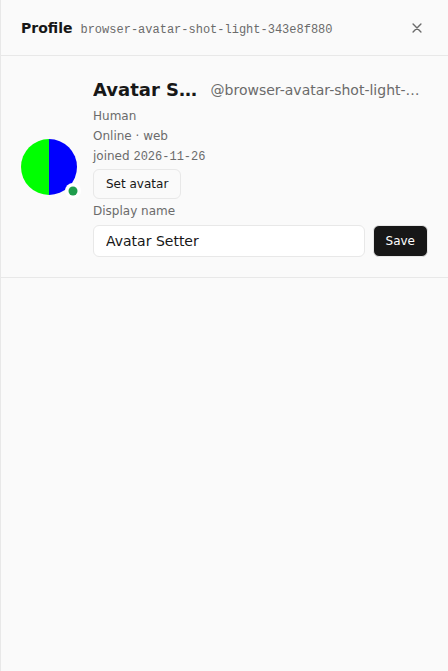 Profile browser-avatar-shot-light-343e8f880
Avatar S… @browser-avatar-shot-light-…
Human
Online · web
joined 2026-11-26
Set avatar
Display name
Avatar Setter Save